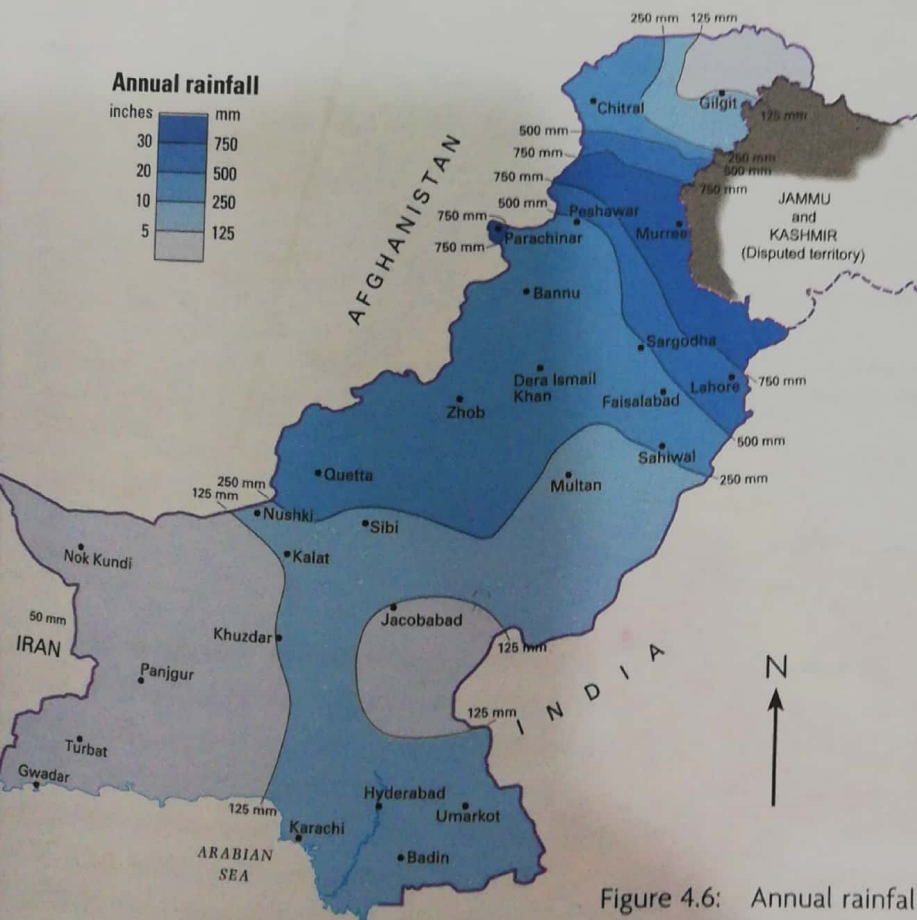 250 mm 125 mm
Annual rainfall
inches mm
30 750
20 500
10 250
5 125
Chitral
Gilgit
125 mm
500 mm
750 mm
250 mm
500 mm
750 mm
750 mm
500 mm
750 mm
750 mm
AFGHANISTAN
Peshawar
Parachinar
Murree
JAMMU
and
KASHMIR
(Disputed territory)
Bannu
Sargodha
Dera Ismail
Khan
Zhob
Faisalabad
Lahore
750 mm
500 mm
Sahiwal
250 mm
Quetta
Multan
250 mm
125 mm
Nushki
Sibi
Kalat
Nok Kundi
50 mm
IRAN
Khuzdar
Jacobabad
125 mm
INDIA
N
Panjgur
125 mm
Turbat
Gwadar
125 mm
Hyderabad
Umarkot
Karachi
Badin
ARABIAN
SEA
Figure 4.6: Annual rainfal